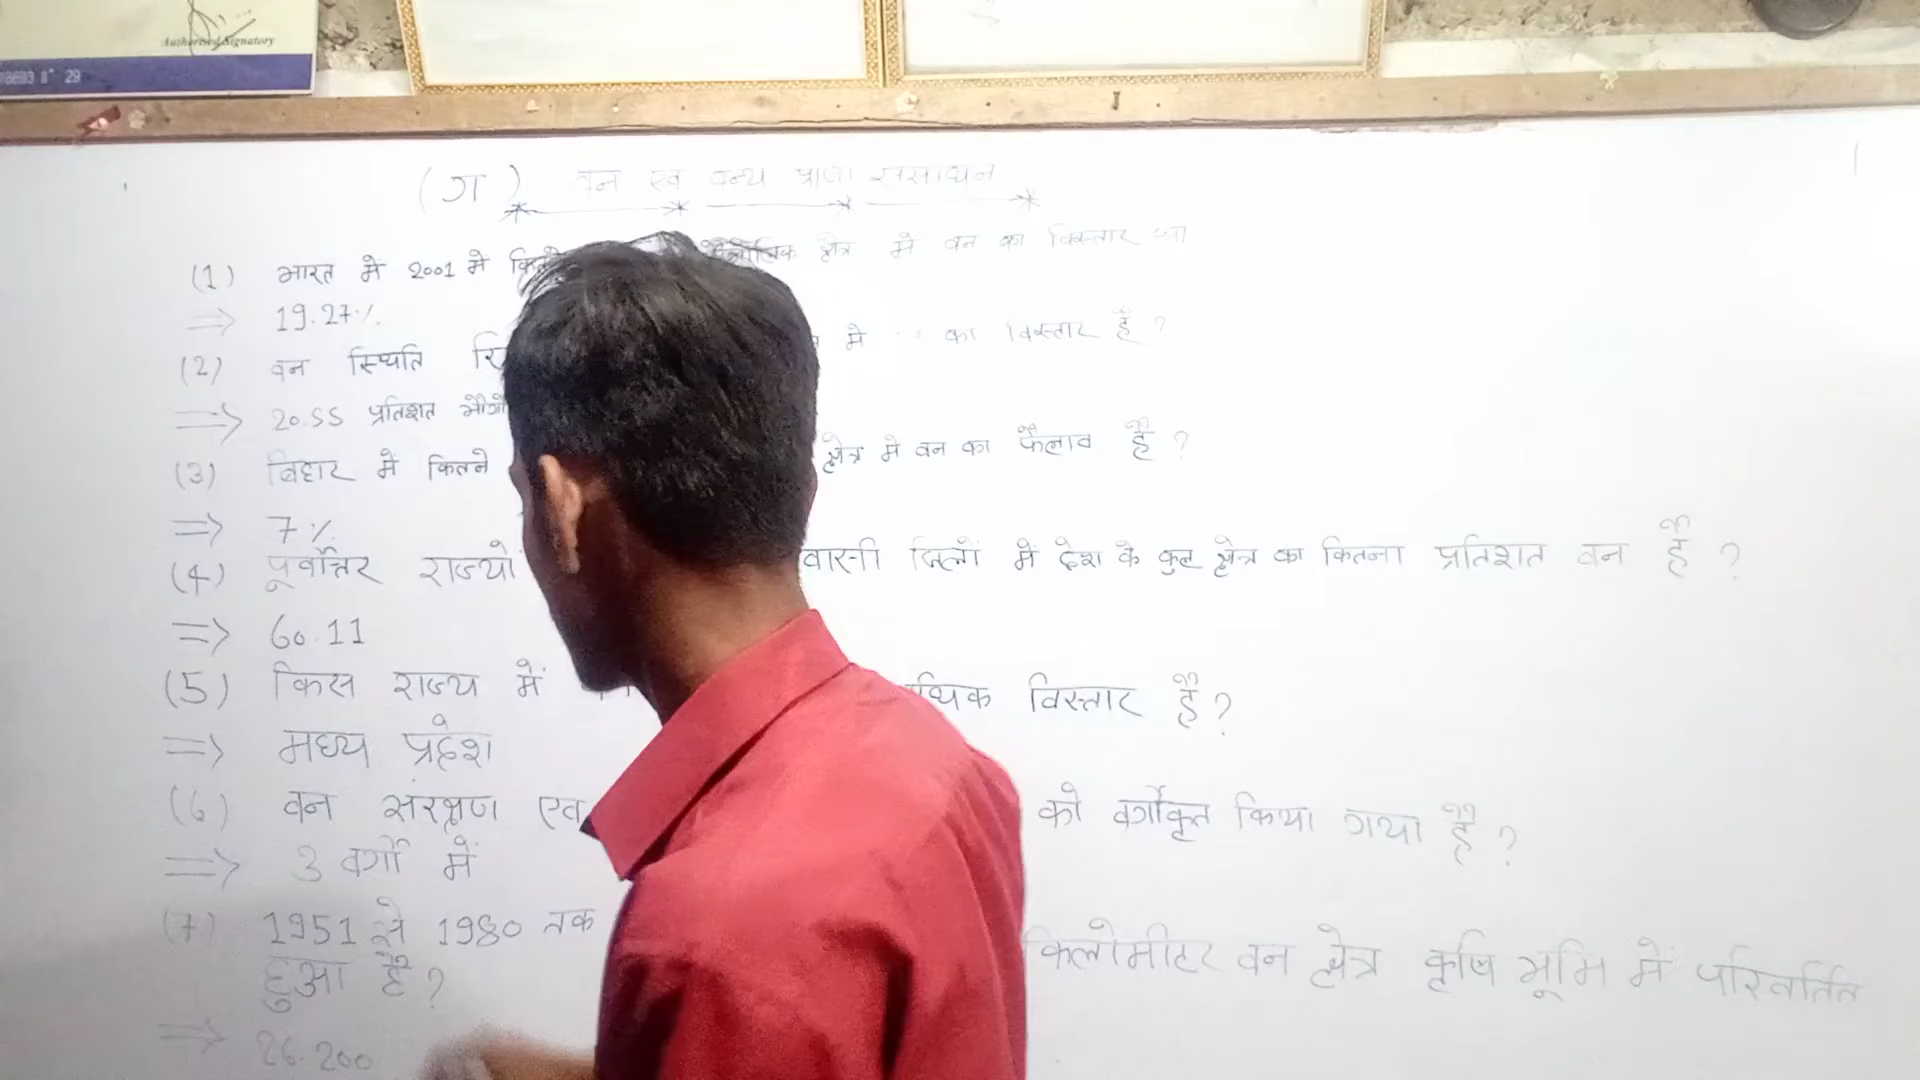 Authorised Signatory
(ग) वन एव वन्य प्राणी संसाधन
(1) भारत में 2001 मे क्षेत्र में वन का विस्तार था
=> 19.27%.
(2) वन स्थिति मे का विस्तार है ?
=> 20.55 प्रतिशत
(3) बिहार में कितने क्षेत्र मे वन का फैलाव है ?
=> 7%.
(4) पूर्वोत्तर राज्यो वासी जिलों में देश के कुल क्षेत्र का कितना प्रतिशत वन है ?
=> 60.11
(5) किस राज्य में विस्तार है ?
=> मध्य प्रदेश
(6) वन संरक्षण एवं को वर्गीकृत किया गया है ?
=> 3 वर्गों में
(7) 1951 से 1980 तक किलोमीटर वन क्षेत्र कृषि भूमि में परिवर्तित
हुआ है ?
=> 26.200